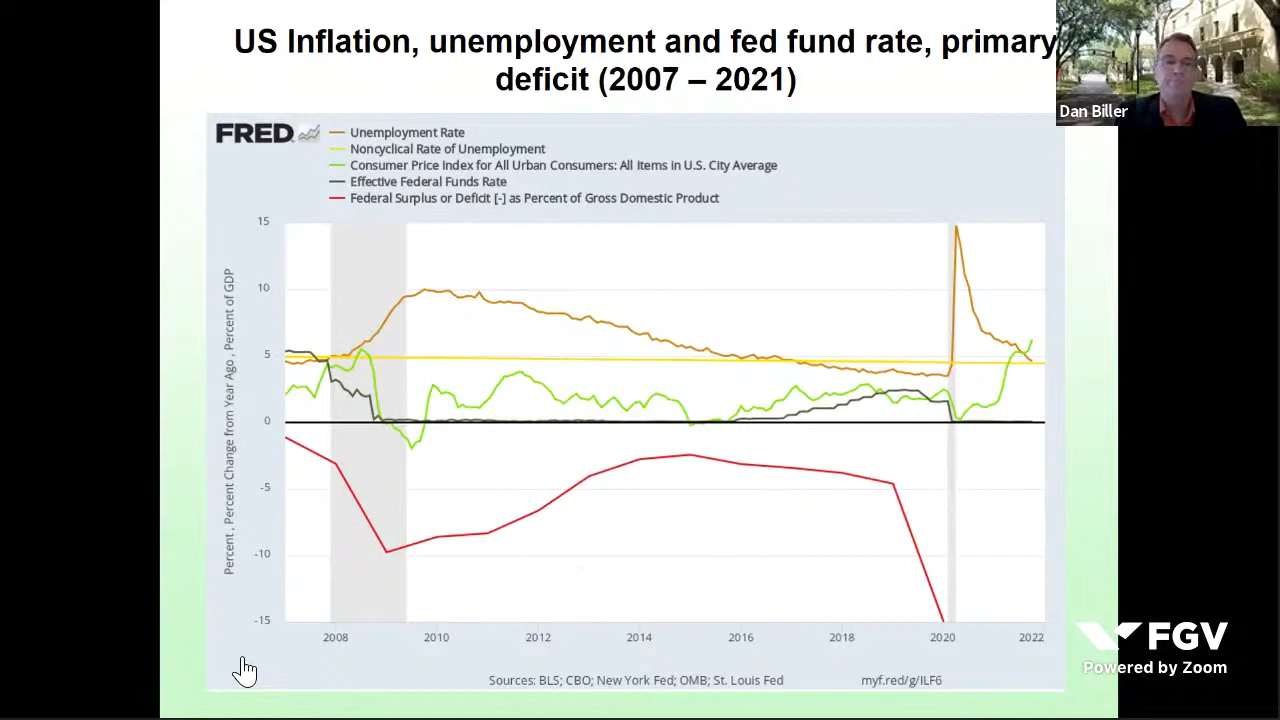 US Inflation, unemployment and fed fund rate, primary
deficit (2007 – 2021)
Dan Biller
FRED
Unemployment Rate
Noncyclical Rate of Unemployment
Consumer Price Index for All Urban Consumers: All Items in U.S. City Average
Effective Federal Funds Rate
Federal Surplus or Deficit [-] as Percent of Gross Domestic Product
Percent , Percent Change from Year Ago , Percent of GDP
15
10
5
0
-5
-10
-15
2008 2010 2012 2014 2016 2018 2020 2022
Sources: BLS; CBO; New York Fed; OMB; St. Louis Fed myf.red/g/ILF6
FGV
Powered by Zoom